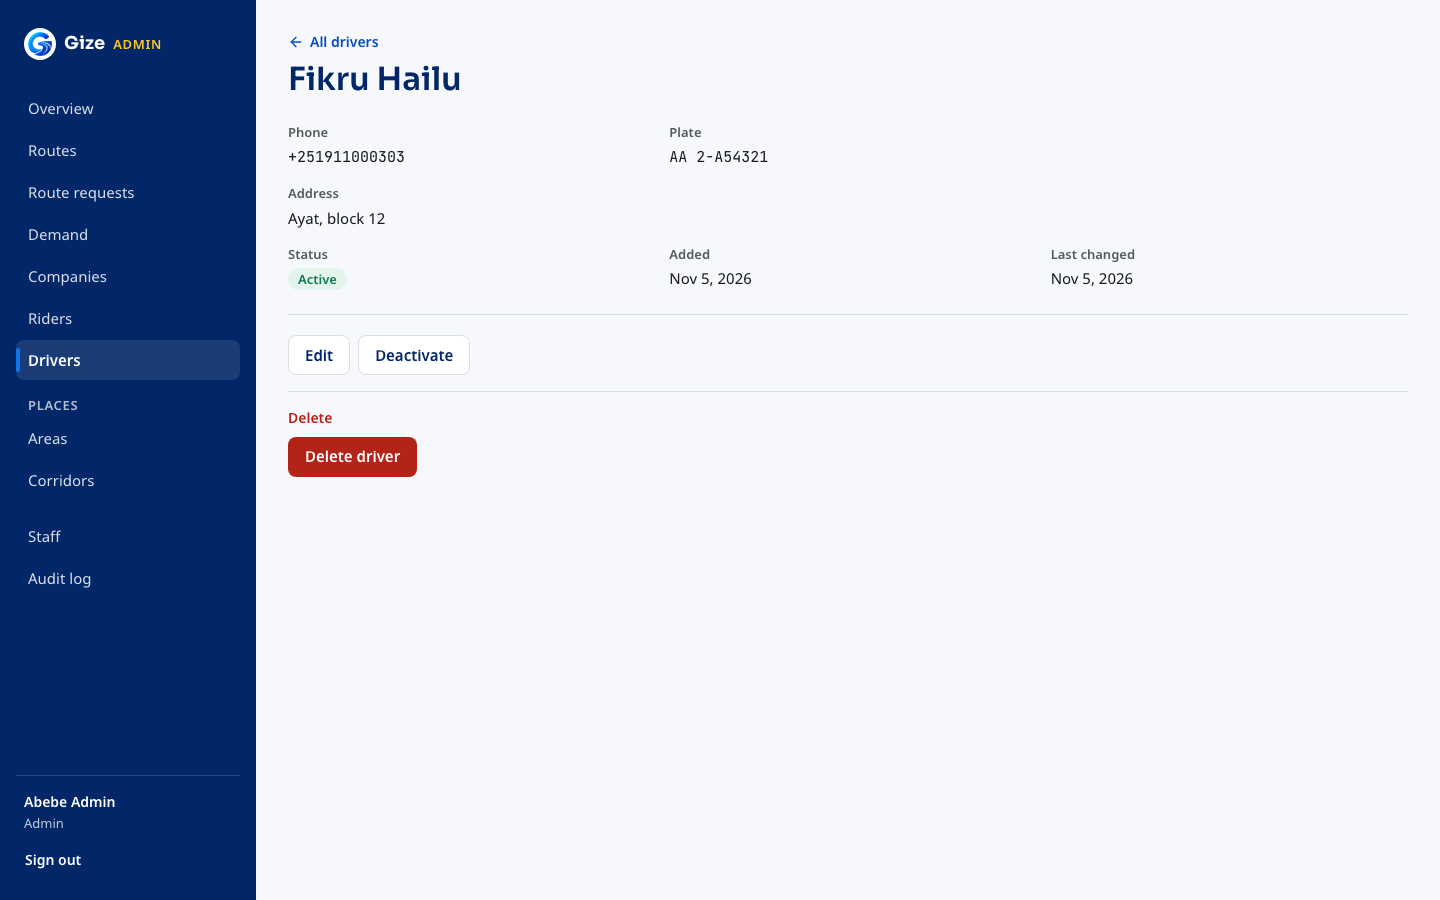 Gize ADMIN
Overview
Routes
Route requests
Demand
Companies
Riders
Drivers
PLACES
Areas
Corridors
Staff
Audit log
Abebe Admin
Admin
Sign out
← All drivers
Fikru Hailu
Phone Plate
+251911000303 AA 2-A54321
Address
Ayat, block 12
Status Added Last changed
Active Nov 5, 2026 Nov 5, 2026
Edit Deactivate
Delete
Delete driver